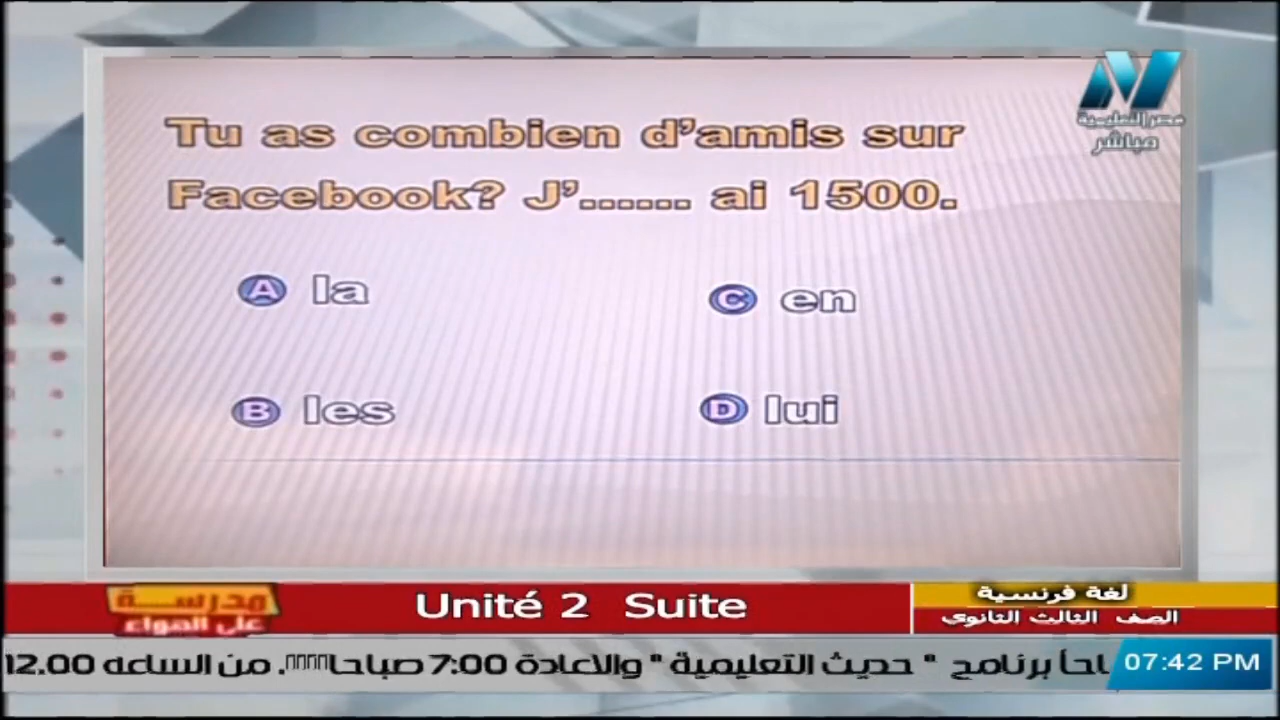 Tu as combien d'amis sur
Facebook? J'...... ai 1500.
A la
C en
B les
D lui
مصر التعليمية
مباشر
مدرسة
على الهواء
Unité 2 Suite
لغة فرنسية
الصف الثالث الثانوى
باحاً برنامج " حديث التعليمية " والاعادة 7:00 صباحا. من الساعه 12.00
07:42 PM